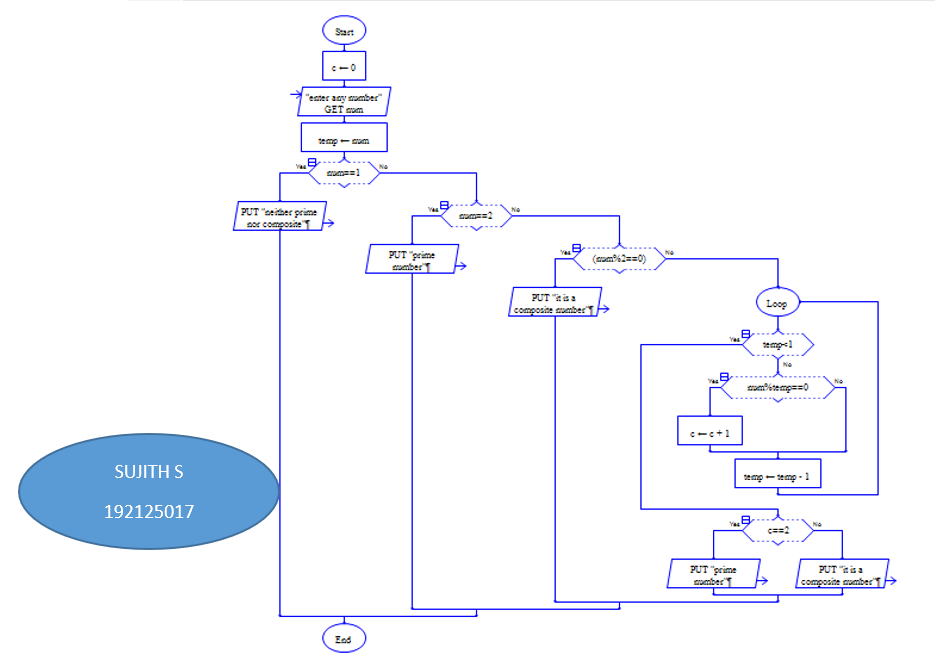 Start
c ← 0
"enter any number"
GET num
temp ← num
Yes
num==1
No
PUT "neither prime
nor composite"¶
Yes
num==2
No
PUT "prime
number"¶
Yes
(num%2==0)
No
PUT "it is a
composite number"¶
Loop
Yes
temp<1
No
Yes
num%temp==0
No
c ← c + 1
temp ← temp - 1
SUJITH S
192125017
Yes
c==2
No
PUT "prime
number"¶
PUT "it is a
composite number"¶
End